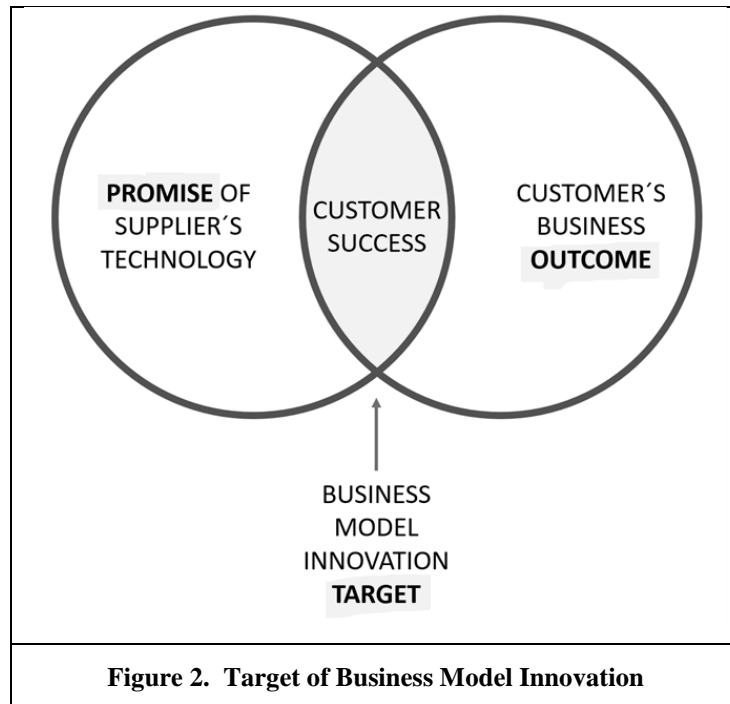 PROMISE OF
SUPPLIER´S
TECHNOLOGY
CUSTOMER
SUCCESS
CUSTOMER´S
BUSINESS
OUTCOME
BUSINESS
MODEL
INNOVATION
TARGET
Figure 2. Target of Business Model Innovation